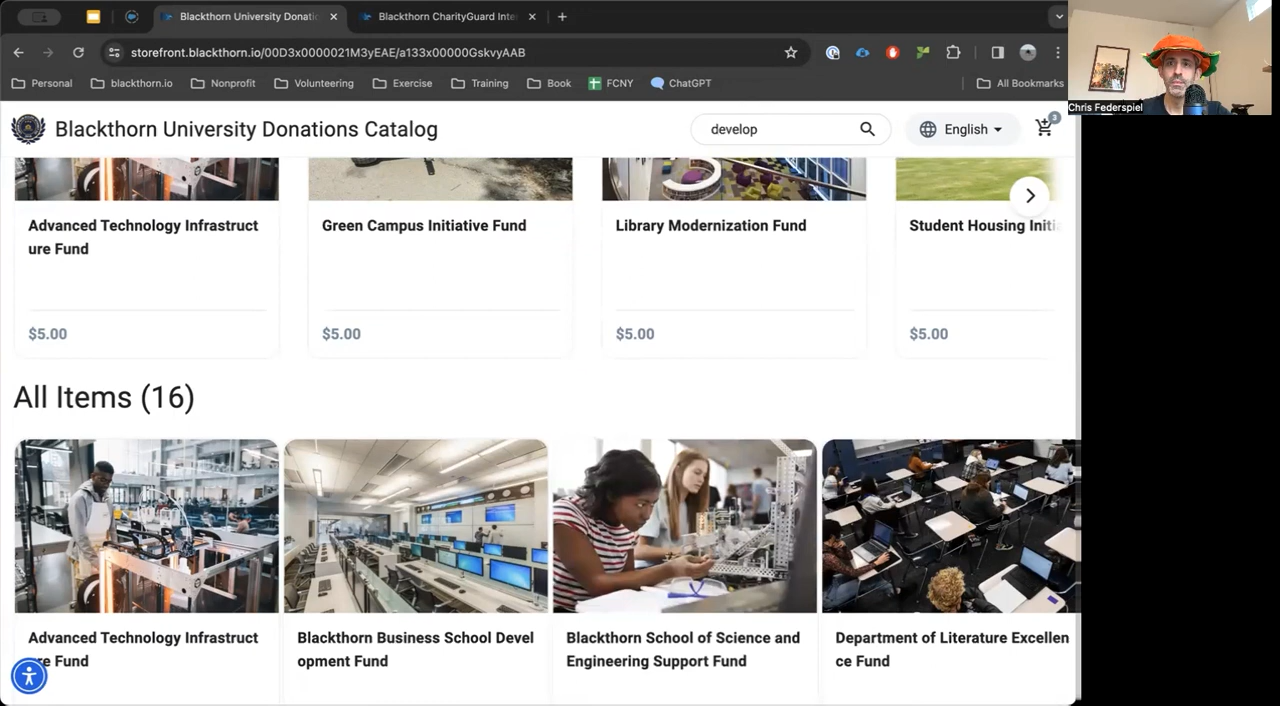 Blackthorn University Donatio
Blackthorn CharityGuard Inte
storefront.blackthorn.io/00D3x0000021M3yEAE/a133x00000GskvyAAB
Personal
blackthorn.io
Nonprofit
Volunteering
Exercise
Training
Book
FCNY
ChatGPT
All Bookmarks
Chris Federspiel
Blackthorn University Donations Catalog
develop
English
3
Advanced Technology Infrastruct
ure Fund
$5.00
Green Campus Initiative Fund
$5.00
Library Modernization Fund
$5.00
Student Housing Initia
$5.00
All Items (16)
Advanced Technology Infrastruct
re Fund
Blackthorn Business School Devel
opment Fund
Blackthorn School of Science and
Engineering Support Fund
Department of Literature Excellen
ce Fund